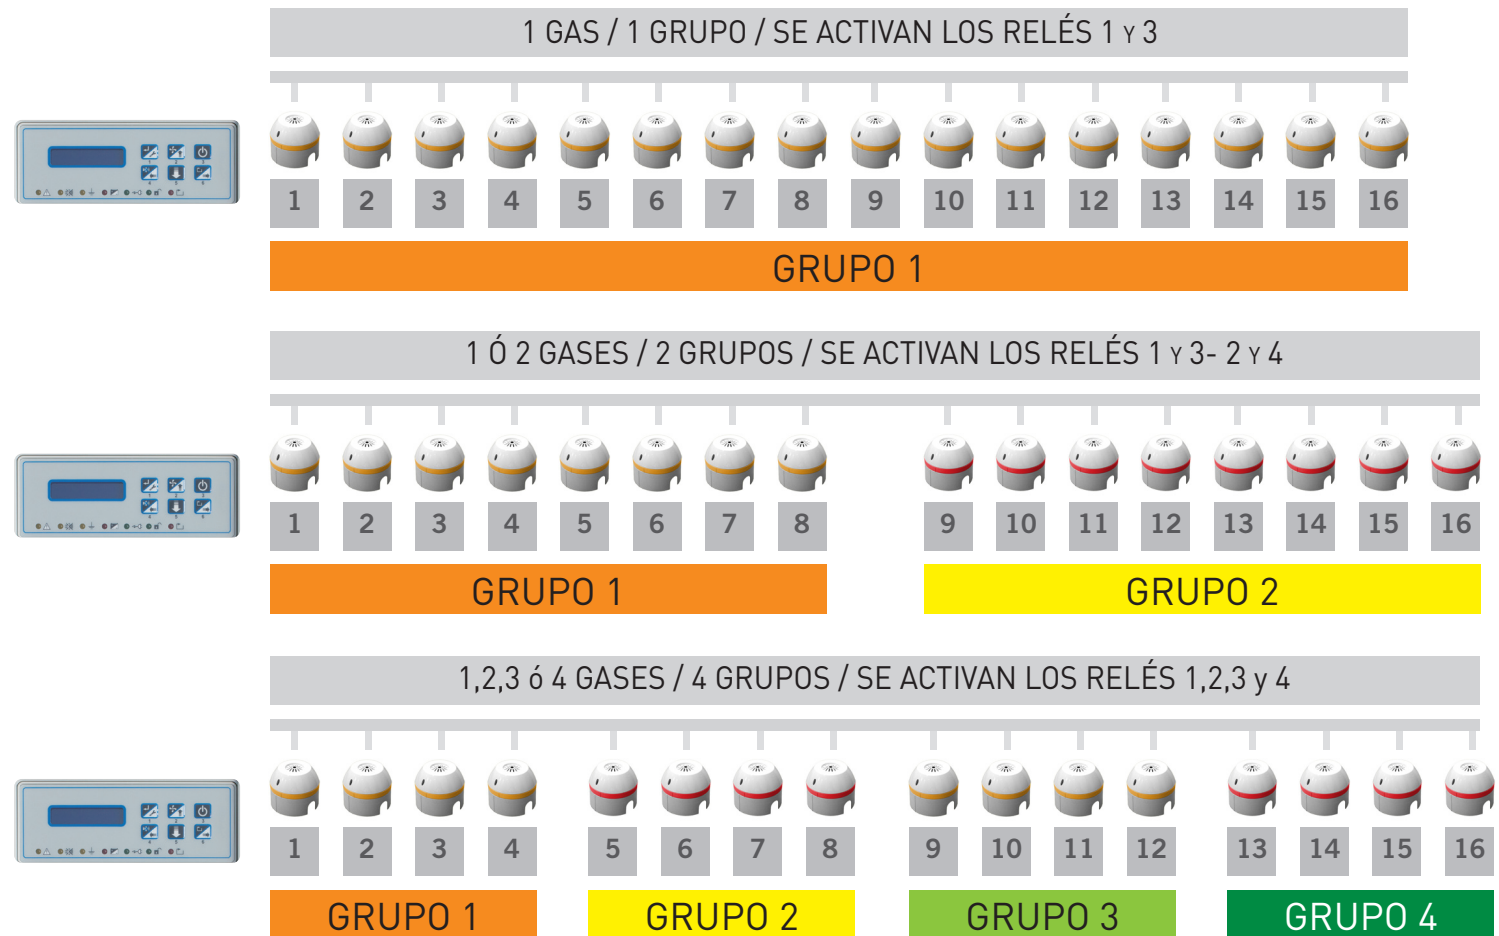 1 GAS / 1 GRUPO / SE ACTIVAN LOS RELÉS 1 Y 3
1 2 3 4 5 6 7 8 9 10 11 12 13 14 15 16
GRUPO 1
1 Ó 2 GASES / 2 GRUPOS / SE ACTIVAN LOS RELÉS 1 Y 3- 2 Y 4
1 2 3 4 5 6 7 8 9 10 11 12 13 14 15 16
GRUPO 1 GRUPO 2
1,2,3 ó 4 GASES / 4 GRUPOS / SE ACTIVAN LOS RELÉS 1,2,3 y 4
1 2 3 4 5 6 7 8 9 10 11 12 13 14 15 16
GRUPO 1 GRUPO 2 GRUPO 3 GRUPO 4